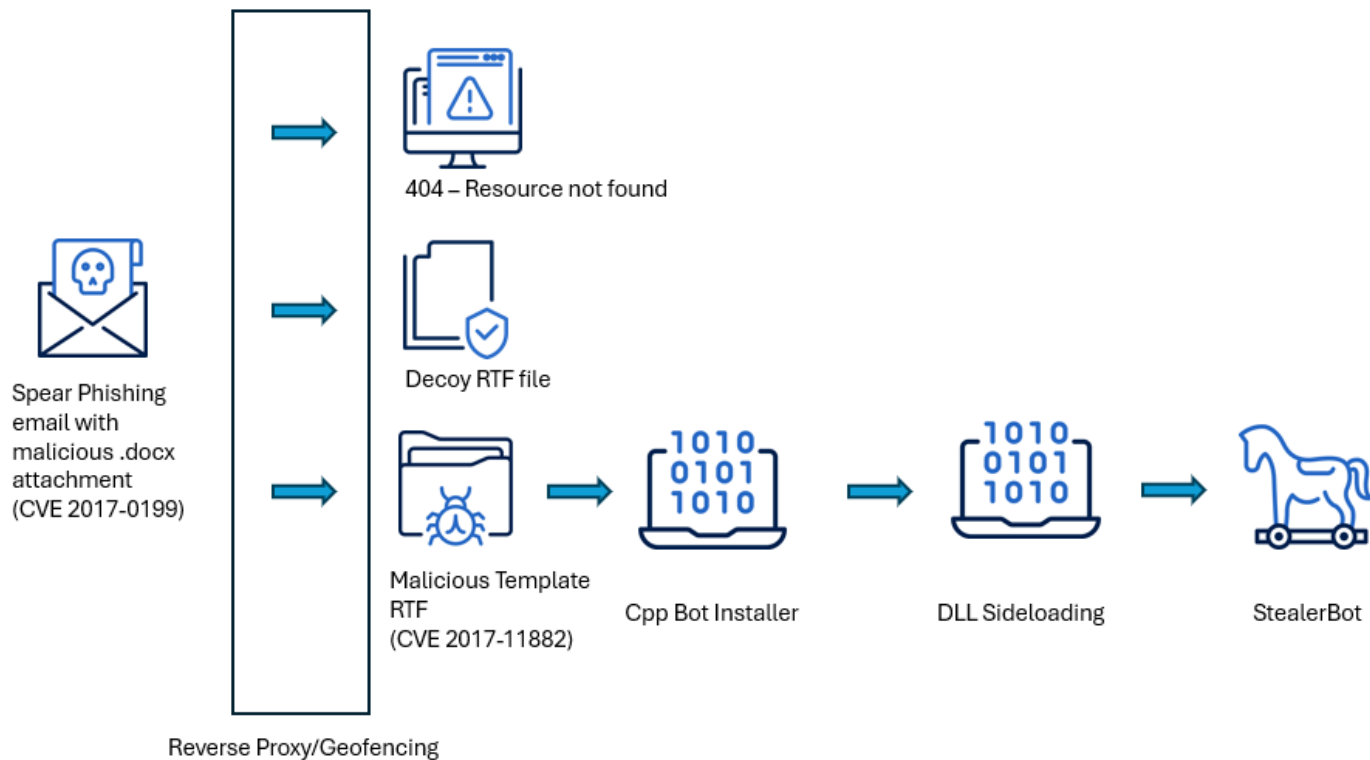 404 – Resource not found
Decoy RTF file
Spear Phishing
email with
malicious .docx
attachment
(CVE 2017-0199)
Malicious Template
RTF
(CVE 2017-11882)
1010
0101
1010
Cpp Bot Installer
1010
0101
1010
DLL Sideloading
StealerBot
Reverse Proxy/Geofencing